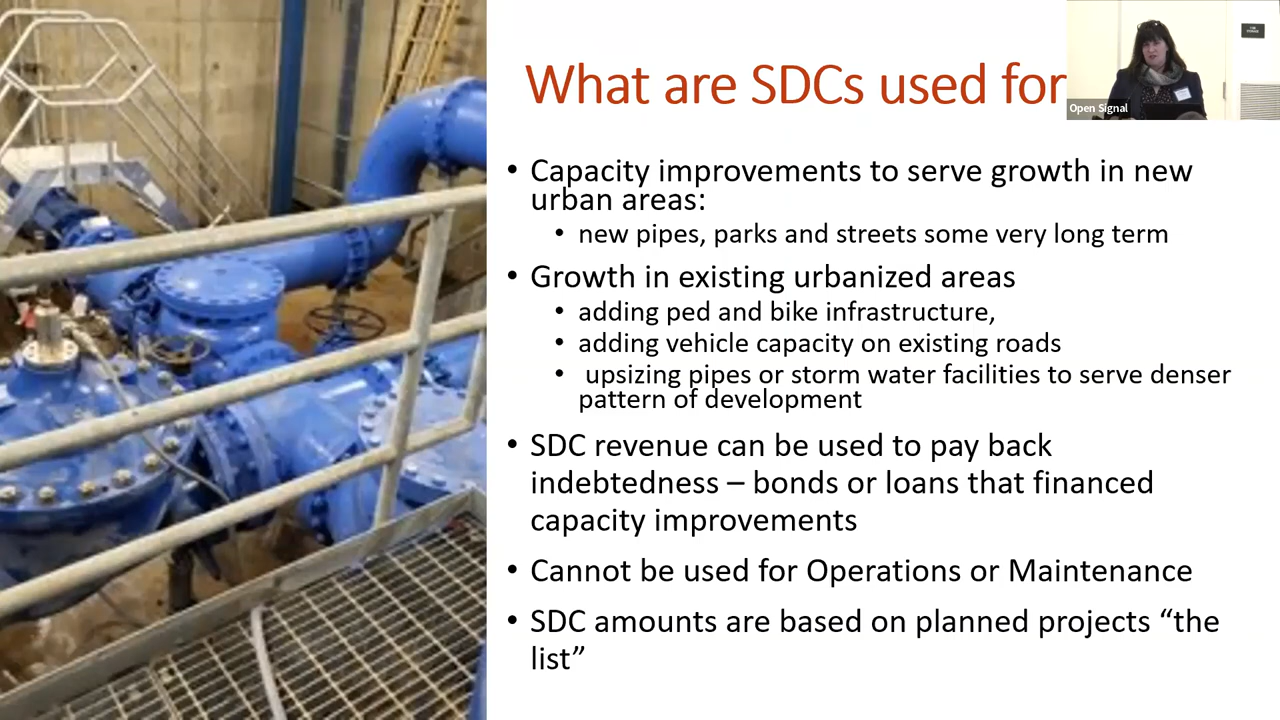 What are SDCs used for
Open Signal
• Capacity improvements to serve growth in new
urban areas:
• new pipes, parks and streets some very long term
• Growth in existing urbanized areas
• adding ped and bike infrastructure,
• adding vehicle capacity on existing roads
• upsizing pipes or storm water facilities to serve denser
pattern of development
• SDC revenue can be used to pay back
indebtedness – bonds or loans that financed
capacity improvements
• Cannot be used for Operations or Maintenance
• SDC amounts are based on planned projects “the
list”